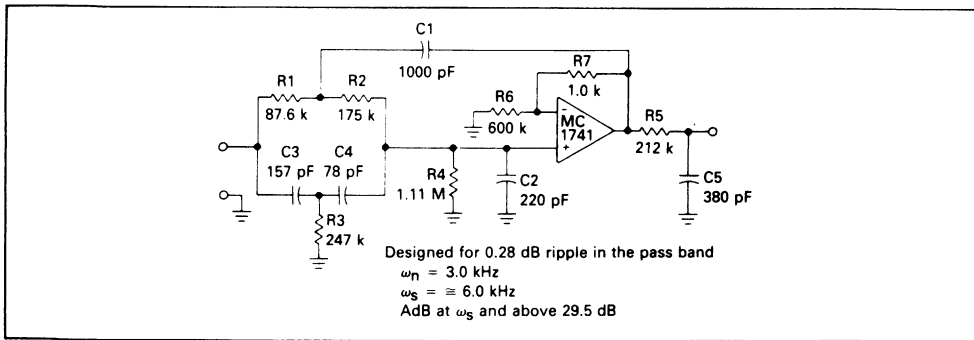 C1
1000 pF
R1
87.6 k
R2
175 k
R7
1.0 k
R6
600 k
-
MC
1741
+
R5
212 k
C3
157 pF
C4
78 pF
R4
1.11 M
C2
220 pF
C5
380 pF
R3
247 k
Designed for 0.28 dB ripple in the pass band
ωn = 3.0 kHz
ωs = ≅ 6.0 kHz
AdB at ωs and above 29.5 dB